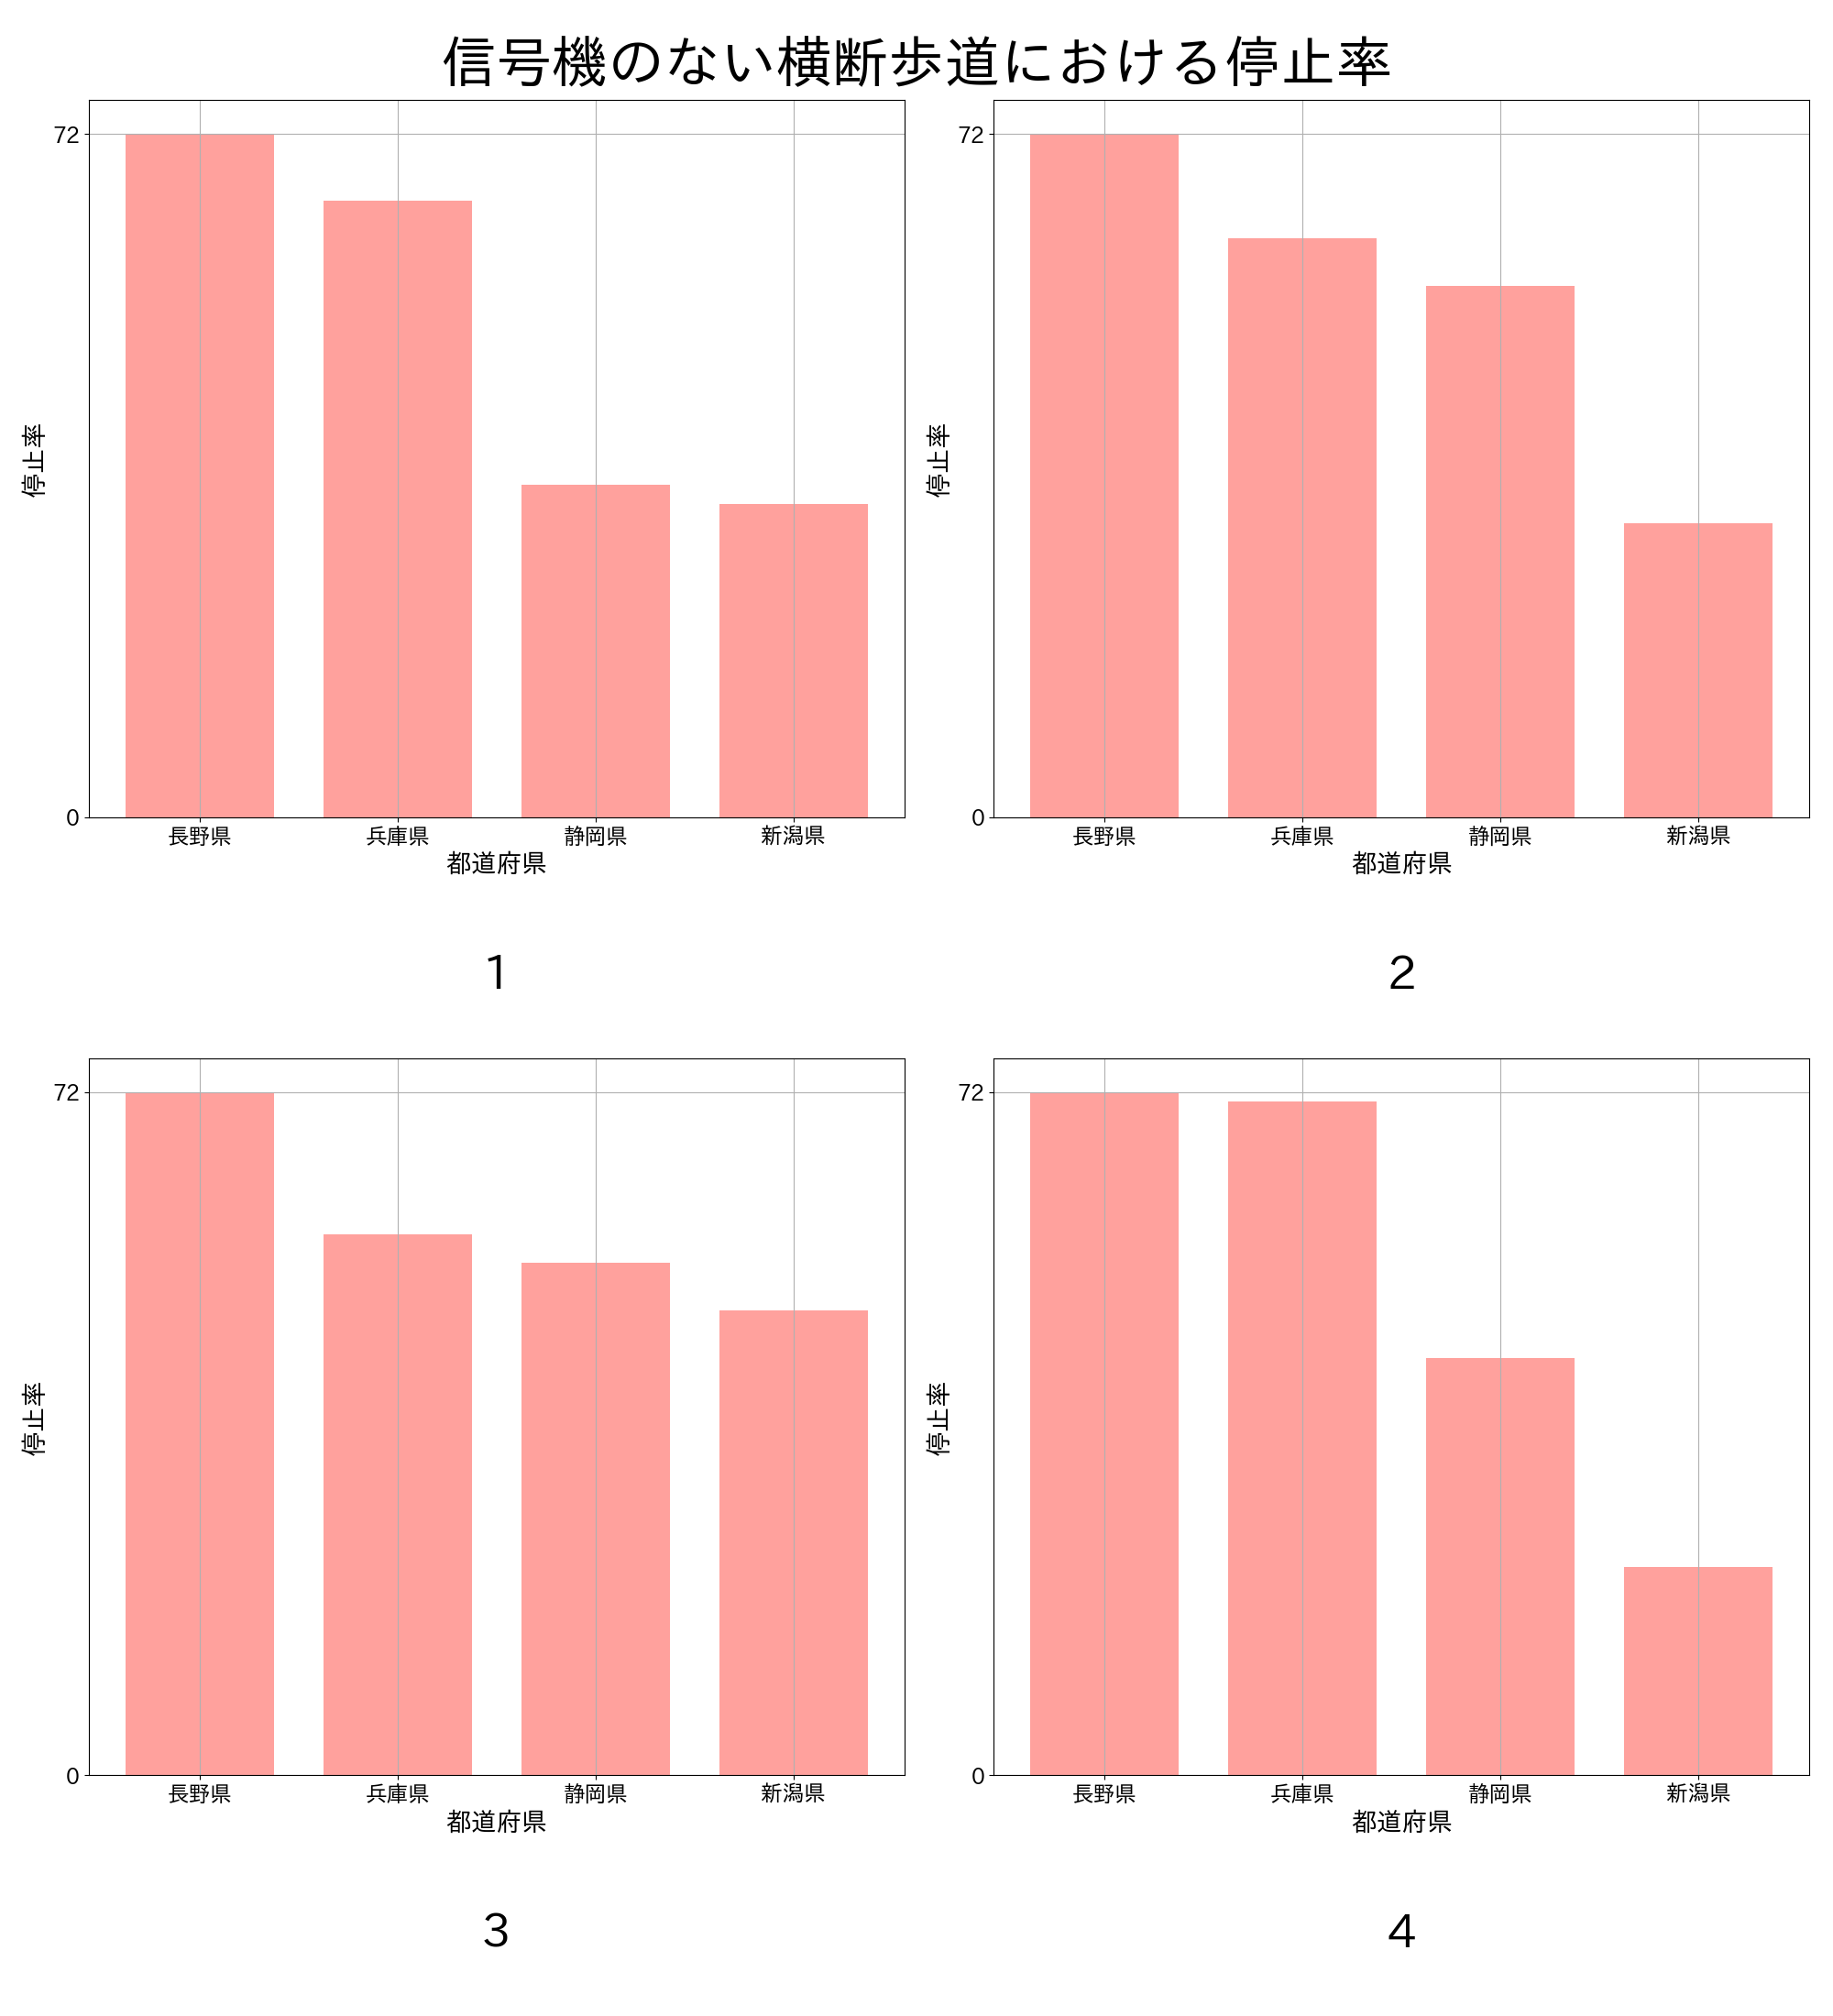 信号機のない横断歩道における停止率
72
0
停止率
長野県 兵庫県 静岡県 新潟県
都道府県
1
72
0
停止率
長野県 兵庫県 静岡県 新潟県
都道府県
2
72
0
停止率
長野県 兵庫県 静岡県 新潟県
都道府県
3
72
0
停止率
長野県 兵庫県 静岡県 新潟県
都道府県
4